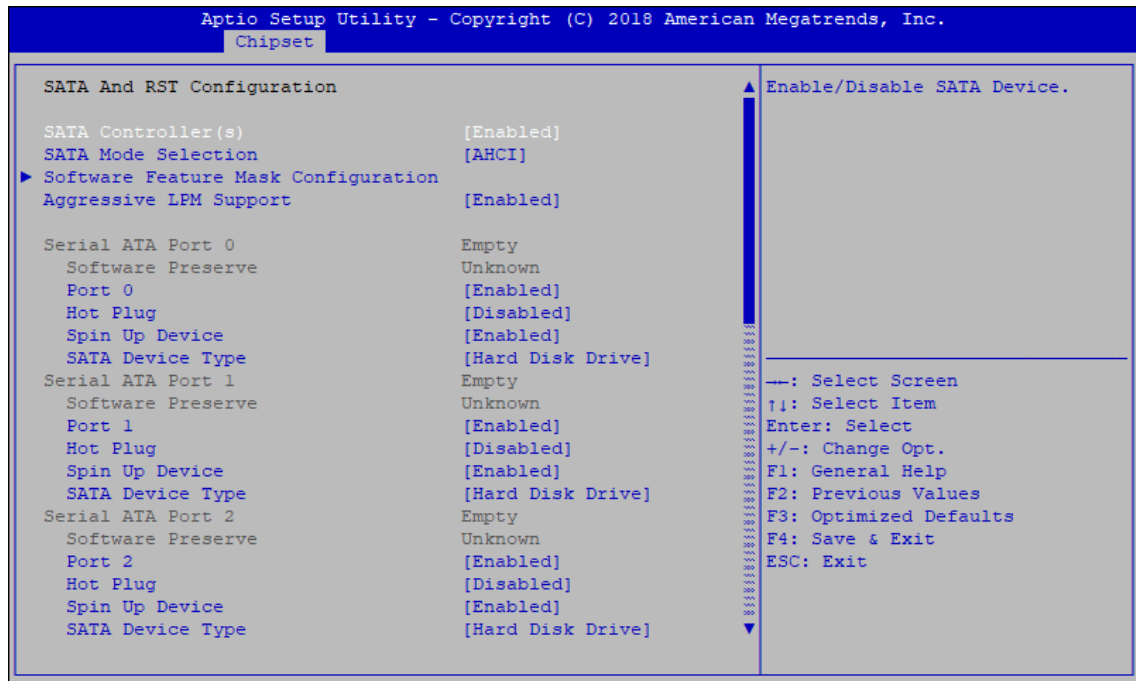 Aptio Setup Utility - Copyright (C) 2018 American Megatrends, Inc.
Chipset
SATA And RST Configuration
SATA Controller(s) [Enabled]
SATA Mode Selection [AHCI]
► Software Feature Mask Configuration
Aggressive LPM Support [Enabled]
Serial ATA Port 0 Empty
Software Preserve Unknown
Port 0 [Enabled]
Hot Plug [Disabled]
Spin Up Device [Enabled]
SATA Device Type [Hard Disk Drive]
Serial ATA Port 1 Empty
Software Preserve Unknown
Port 1 [Enabled]
Hot Plug [Disabled]
Spin Up Device [Enabled]
SATA Device Type [Hard Disk Drive]
Serial ATA Port 2 Empty
Software Preserve Unknown
Port 2 [Enabled]
Hot Plug [Disabled]
Spin Up Device [Enabled]
SATA Device Type [Hard Disk Drive]
Enable/Disable SATA Device.
→←: Select Screen
↑↓: Select Item
Enter: Select
+/-: Change Opt.
F1: General Help
F2: Previous Values
F3: Optimized Defaults
F4: Save & Exit
ESC: Exit